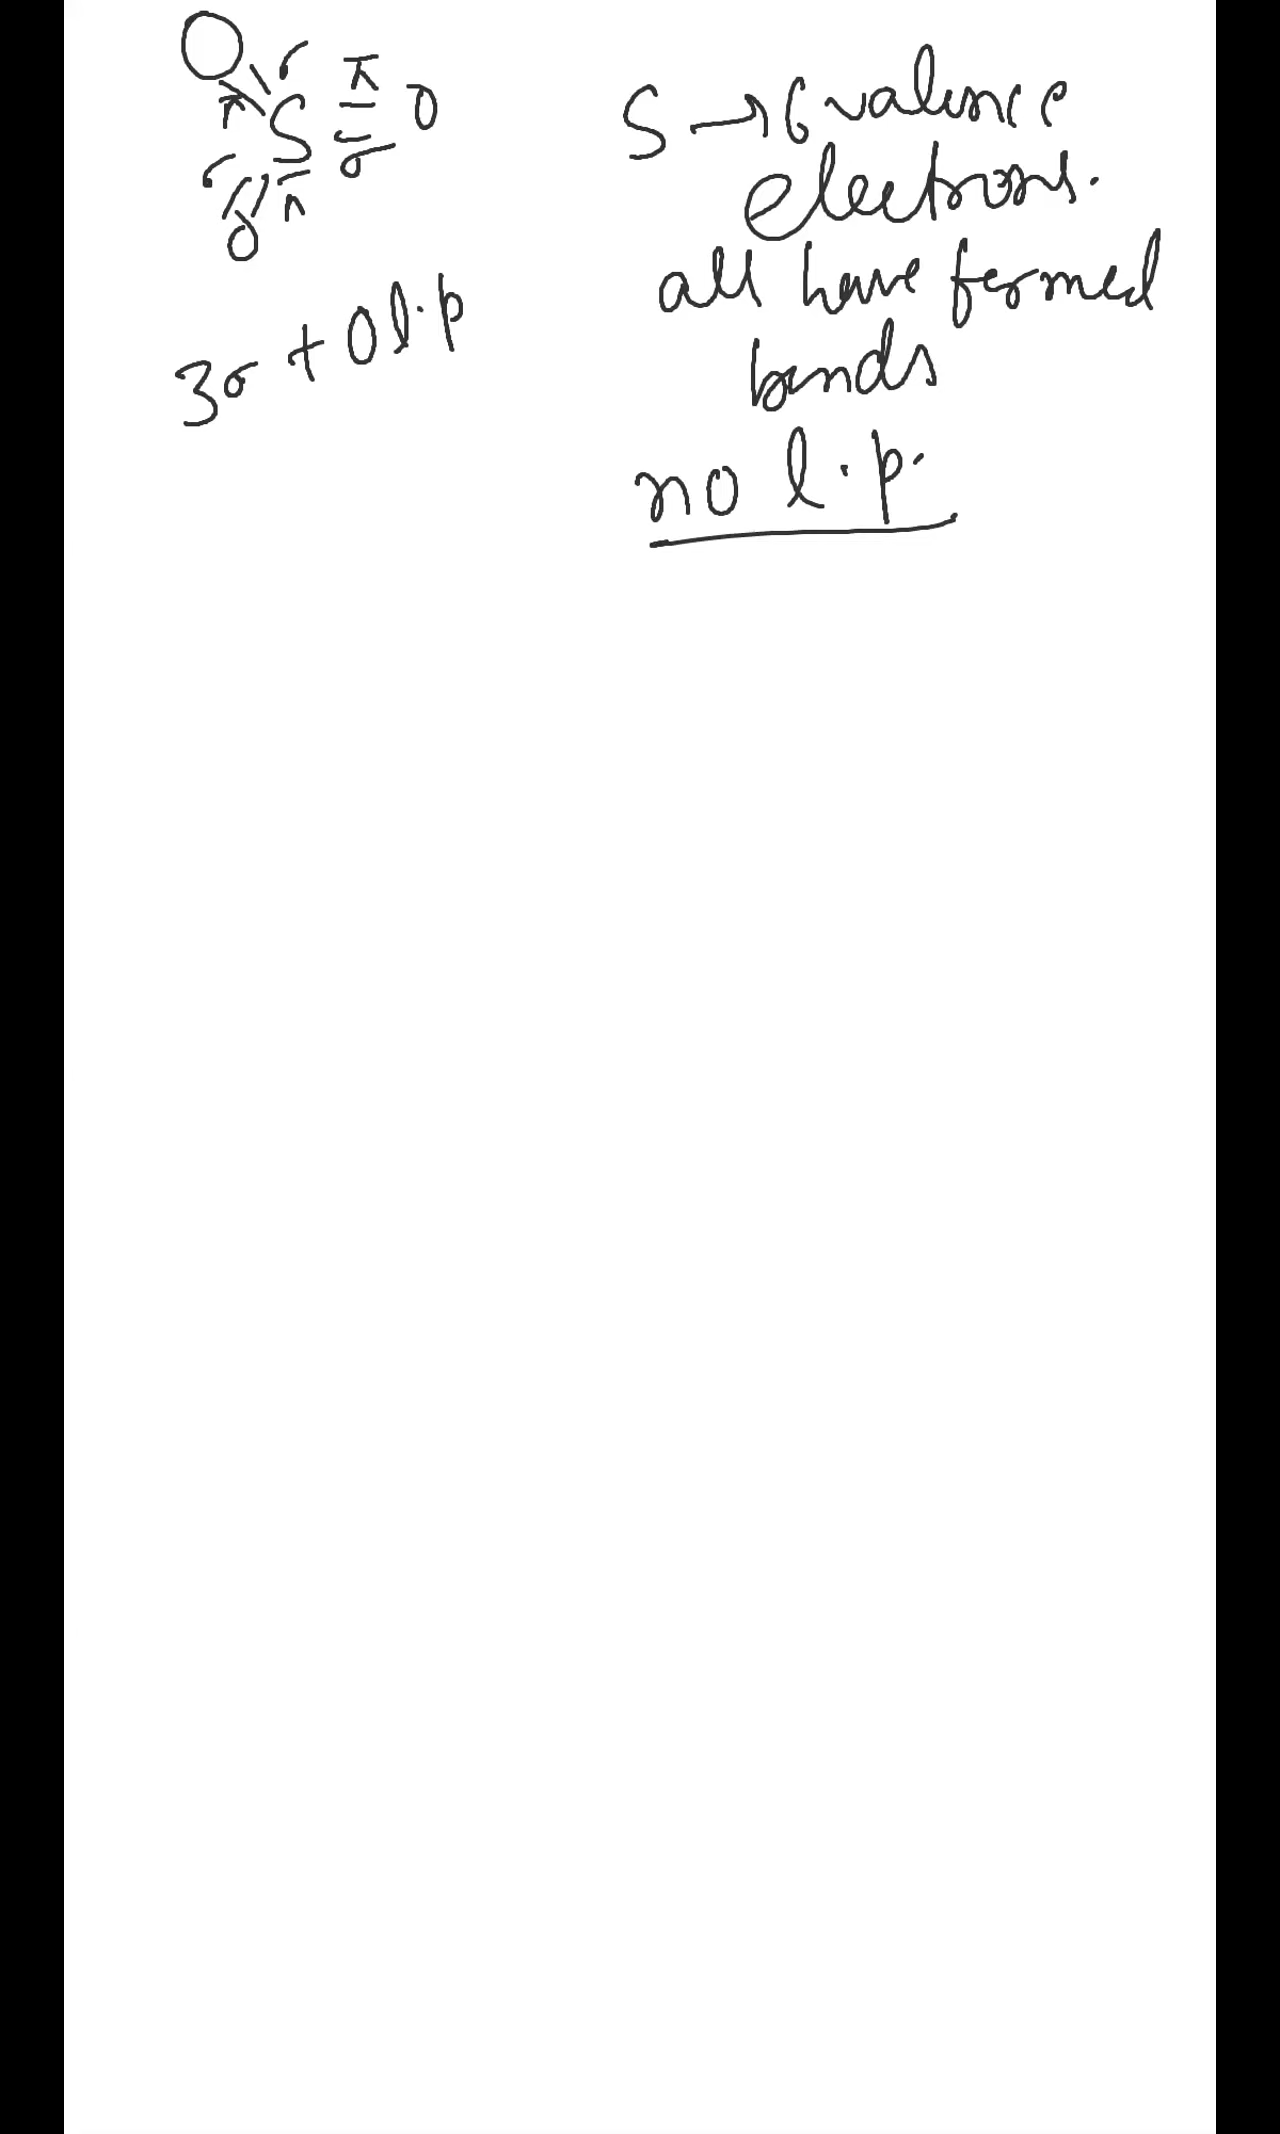 O σ
π S π σ O
σ O π
3σ + 0 l.p
S → 6 valence
electrons.
all have formed
bonds
no l.p.